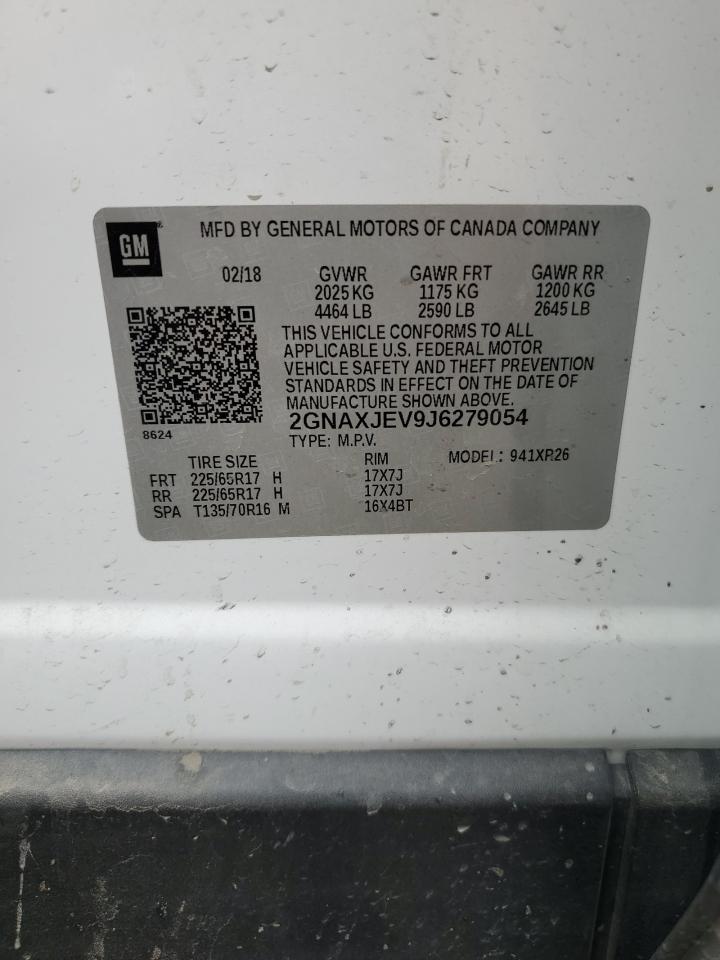 GM
MFD BY GENERAL MOTORS OF CANADA COMPANY
02/18 GVWR GAWR FRT GAWR RR
2025 KG 1175 KG 1200 KG
4464 LB 2590 LB 2645 LB
THIS VEHICLE CONFORMS TO ALL
APPLICABLE U.S. FEDERAL MOTOR
VEHICLE SAFETY AND THEFT PREVENTION
STANDARDS IN EFFECT ON THE DATE OF
MANUFACTURE SHOWN ABOVE.
2GNAXJEV9J6279054
8624
TYPE: M.P.V.
TIRE SIZE RIM MODEL: 941XR26
FRT 225/65R17 H 17X7J
RR 225/65R17 H 17X7J
SPA T135/70R16 M 16X4BT